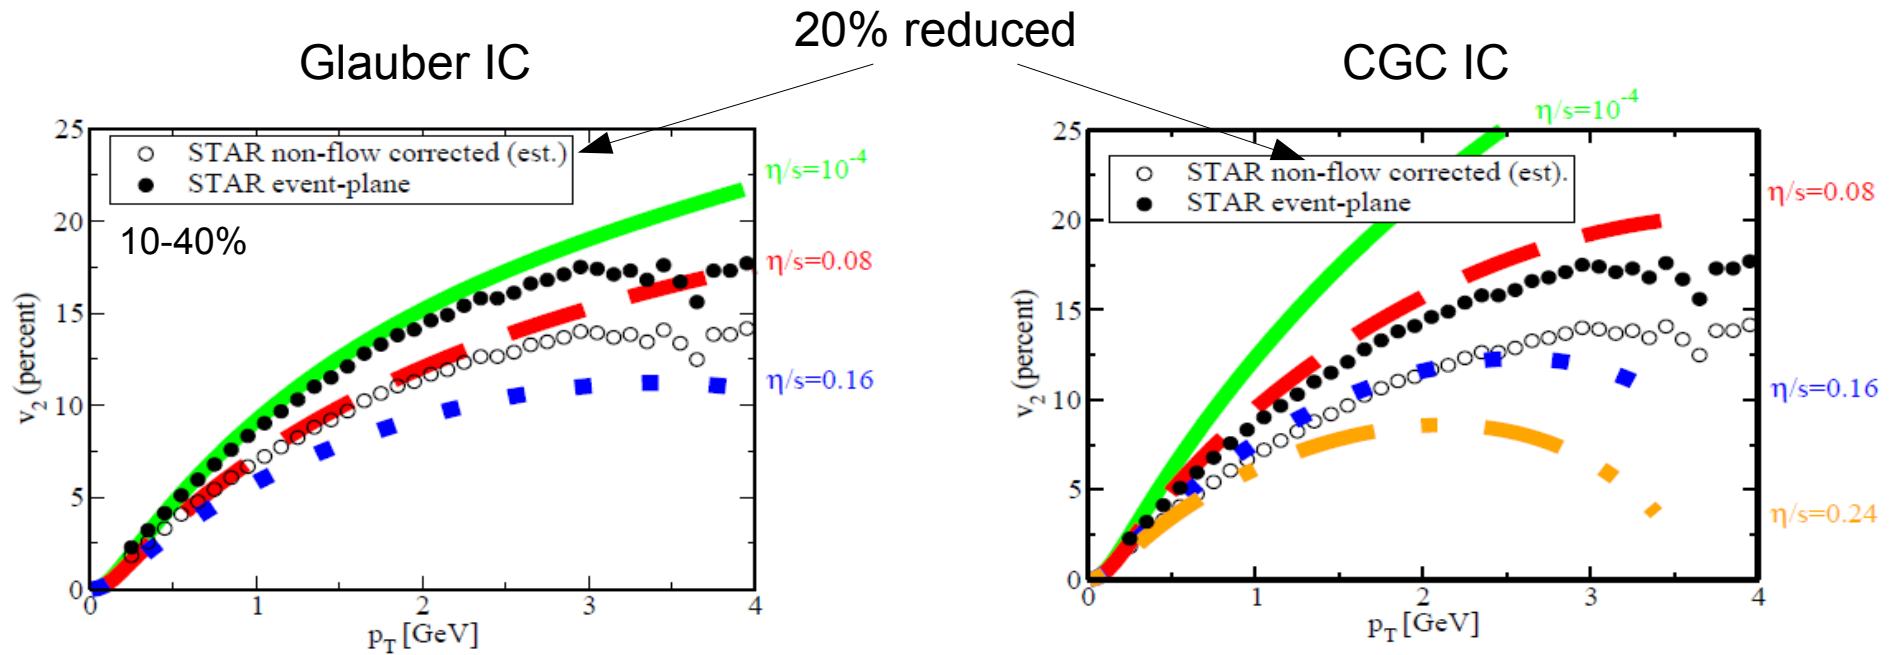 20% reduced
Glauber IC
CGC IC
25
20
15
10
5
0
v2 (percent)
STAR non-flow corrected (est.)
STAR event-plane
10-40%
η/s=10-4
η/s=0.08
η/s=0.16
0 1 2 3 4
pT [GeV]
η/s=10-4
25
20
15
10
5
0
v2 (percent)
STAR non-flow corrected (est).
STAR event-plane
η/s=0.08
η/s=0.16
η/s=0.24
0 1 2 3 4
pT [GeV]